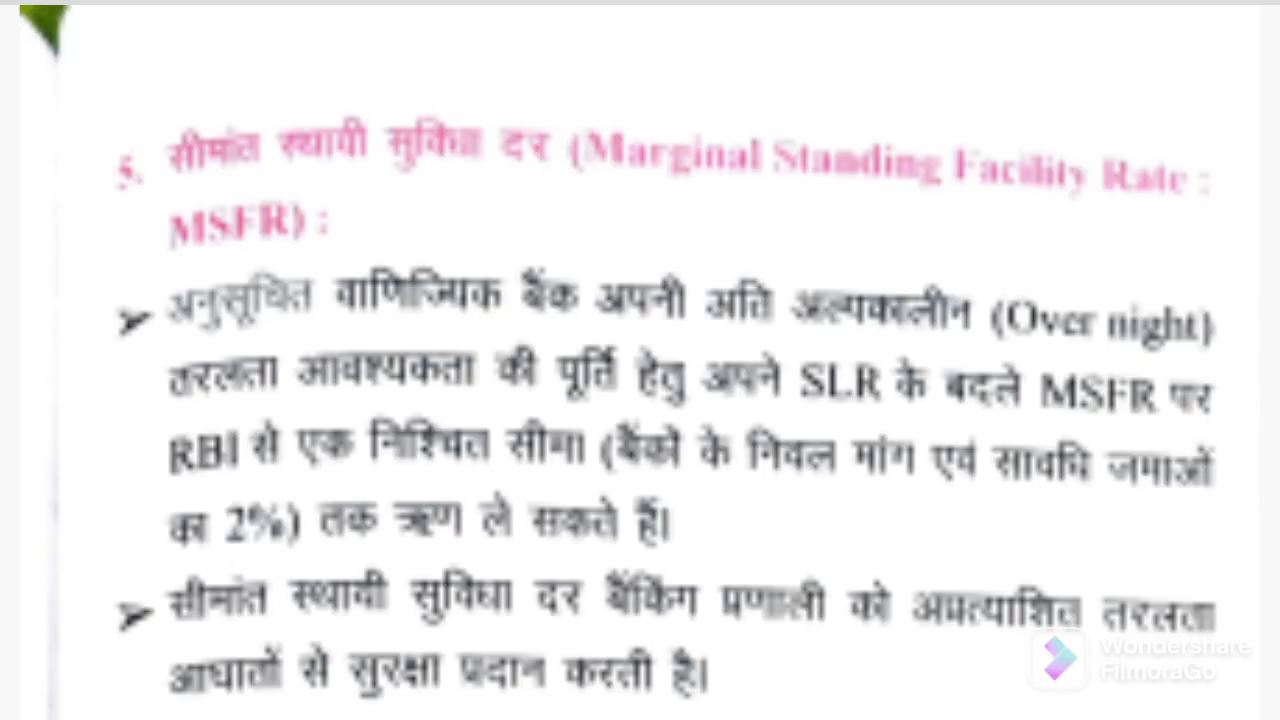 5. सीमांत स्थायी सुविधा दर (Marginal Standing Facility Rate :
MSFR) :
➤ अनुसूचित वाणिज्यिक बैंक अपनी अति अल्पकालीन (Over night)
तरलता आवश्यकता की पूर्ति हेतु अपने SLR के बदले MSFR पर
RBI से एक निश्चित सीमा (बैंकों के निवल मांग एवं सावधि जमाओं
का 2%) तक ऋण ले सकते हैं।
➤ सीमांत स्थायी सुविधा दर बैंकिंग प्रणाली को अप्रत्याशित तरलता
आघातों से सुरक्षा प्रदान करती है।
Wondershare
FilmoraGo